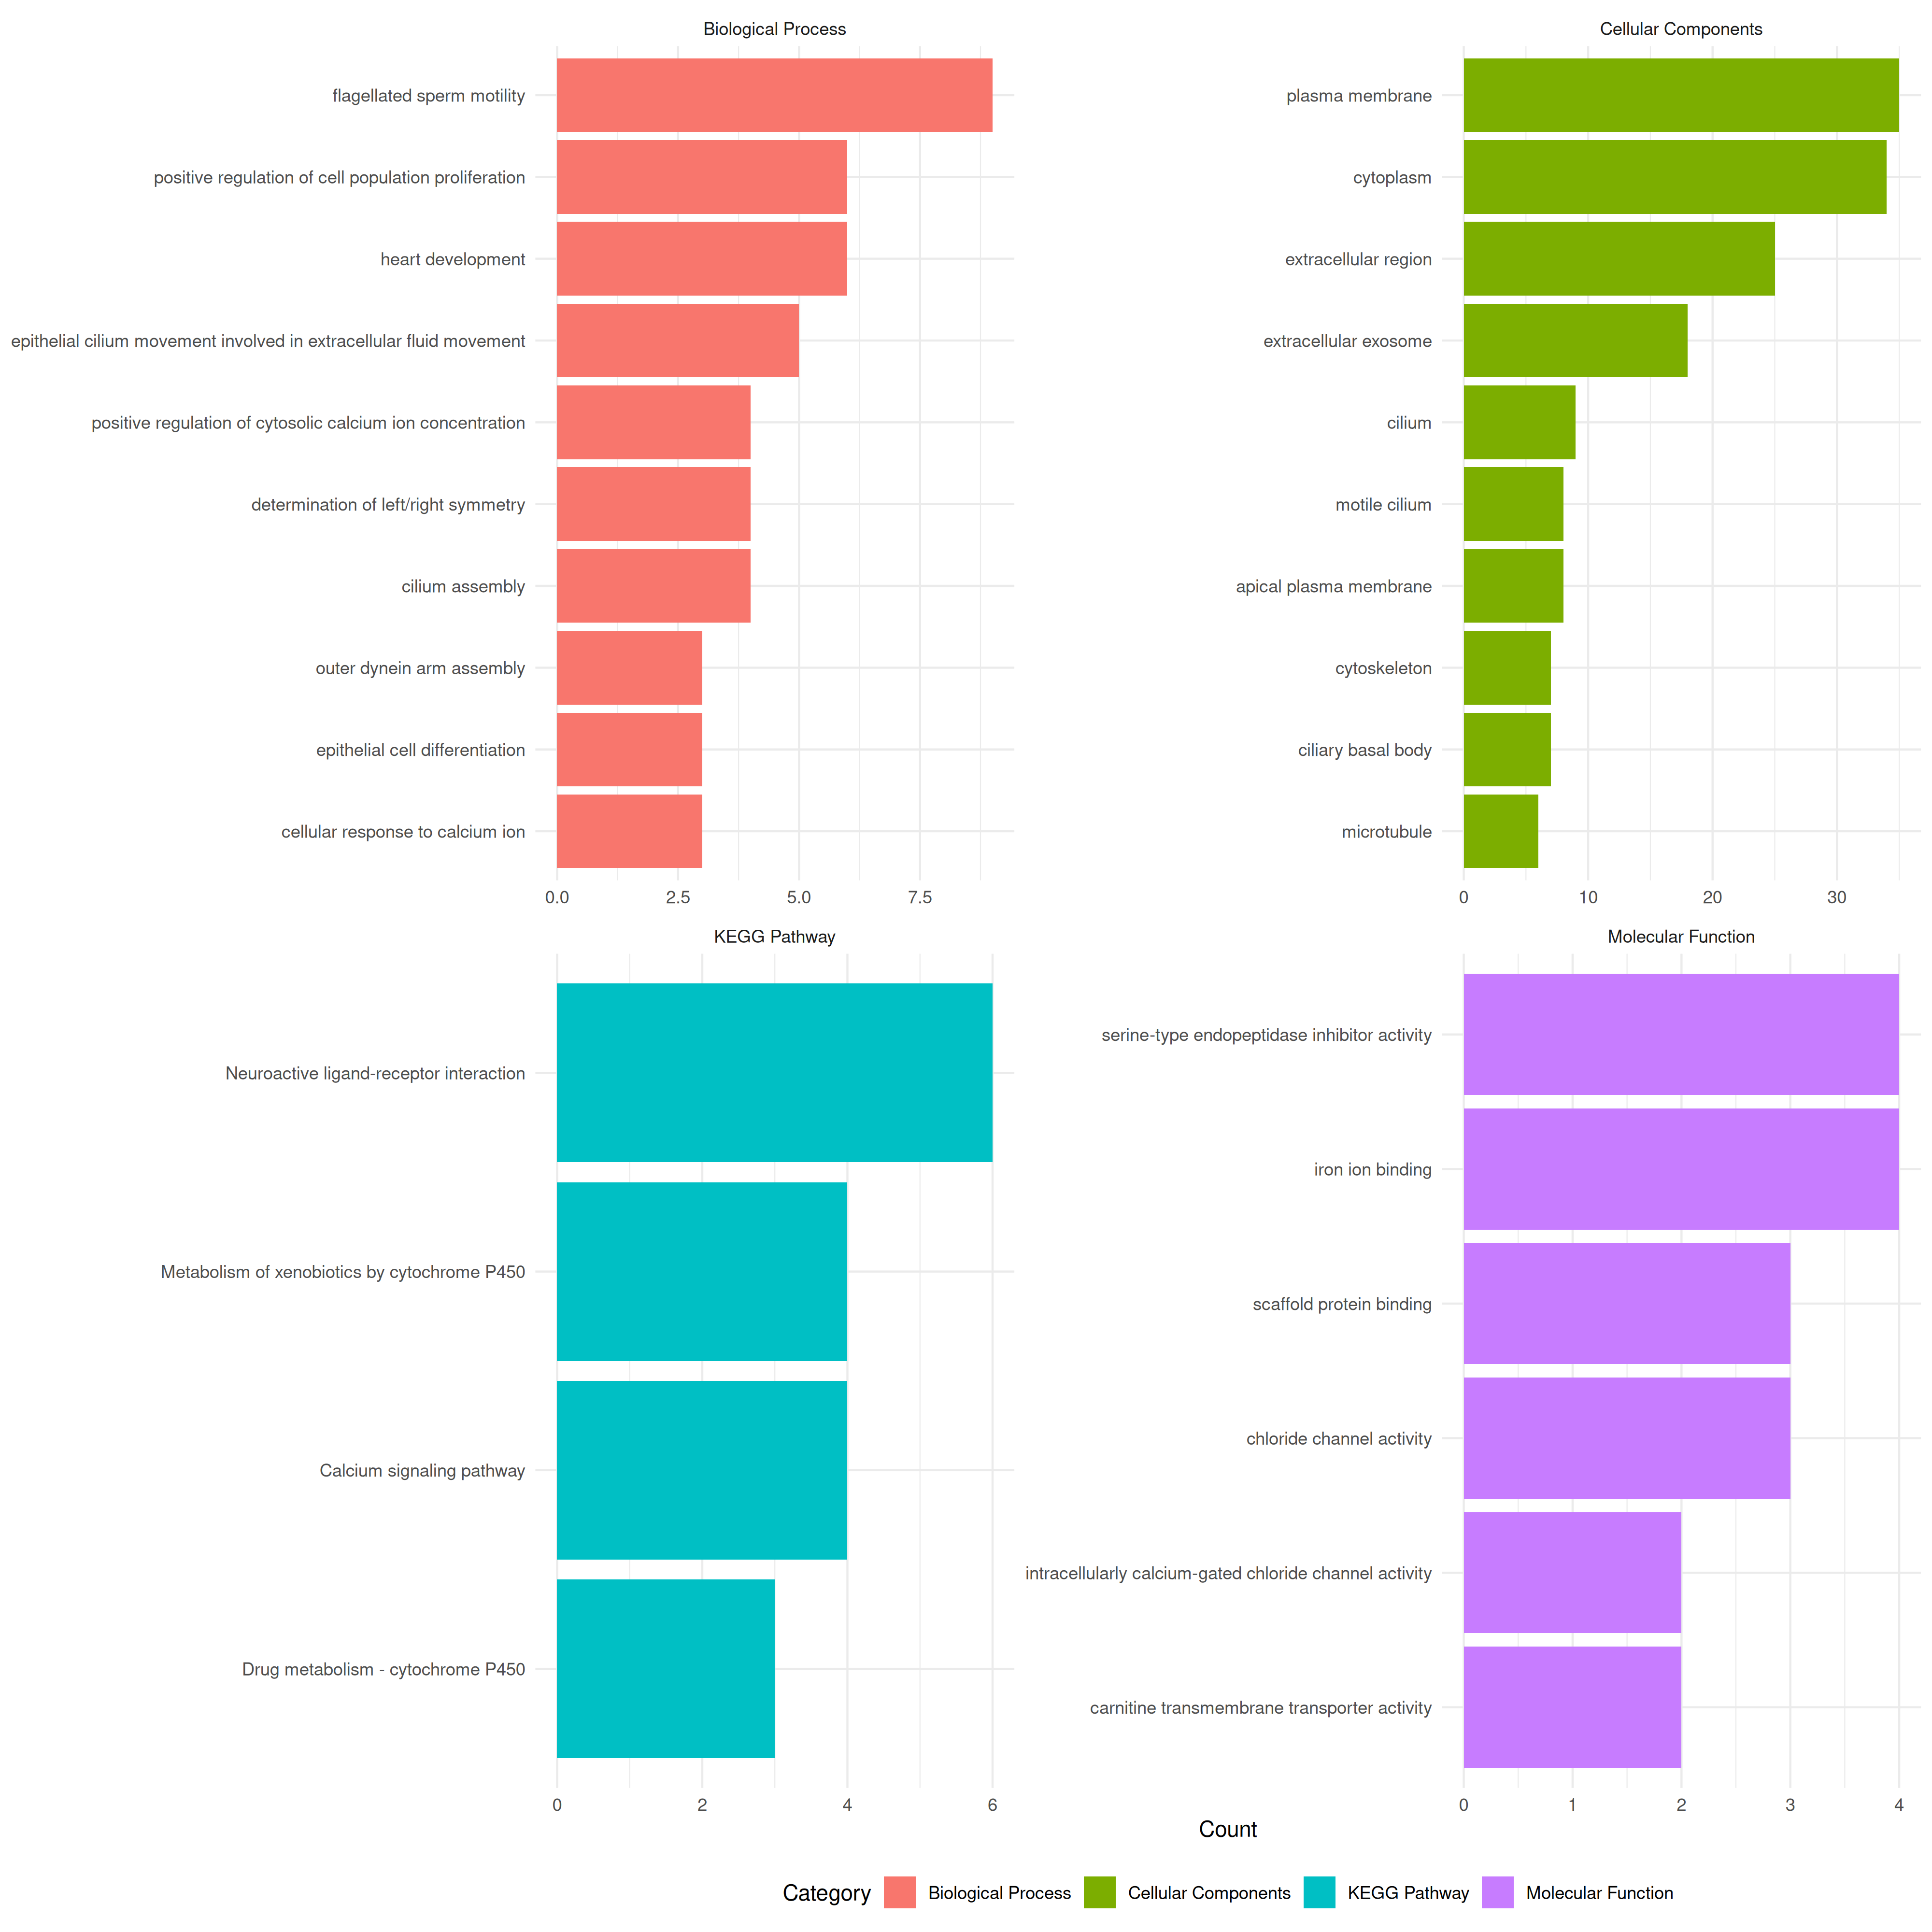 Biological Process
flagellated sperm motility
positive regulation of cell population proliferation
heart development
epithelial cilium movement involved in extracellular fluid movement
positive regulation of cytosolic calcium ion concentration
determination of left/right symmetry
cilium assembly
outer dynein arm assembly
epithelial cell differentiation
cellular response to calcium ion
0.0 2.5 5.0 7.5
Cellular Components
plasma membrane
cytoplasm
extracellular region
extracellular exosome
cilium
motile cilium
apical plasma membrane
cytoskeleton
ciliary basal body
microtubule
0 10 20 30
KEGG Pathway
Neuroactive ligand-receptor interaction
Metabolism of xenobiotics by cytochrome P450
Calcium signaling pathway
Drug metabolism - cytochrome P450
0 2 4 6
Molecular Function
serine-type endopeptidase inhibitor activity
iron ion binding
scaffold protein binding
chloride channel activity
intracellularly calcium-gated chloride channel activity
carnitine transmembrane transporter activity
0 1 2 3 4
Count
Category Biological Process Cellular Components KEGG Pathway Molecular Function